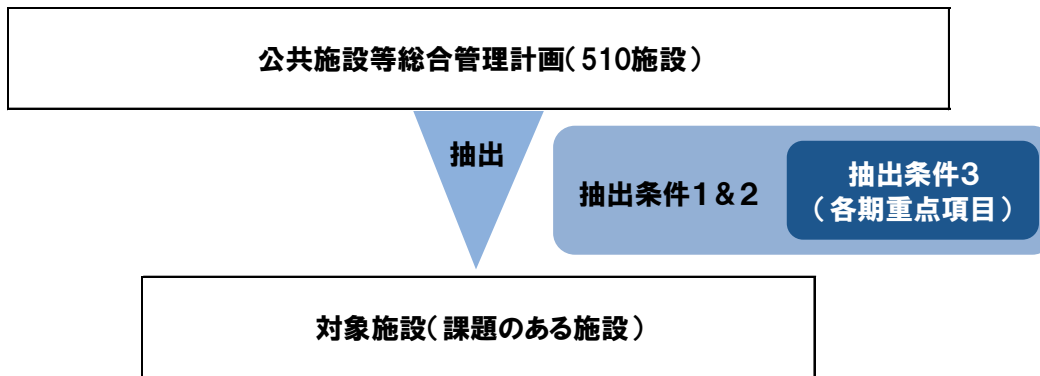 公共施設等総合管理計画(510施設)
抽出
抽出条件1&2
抽出条件3
(各期重点項目)
対象施設(課題のある施設)